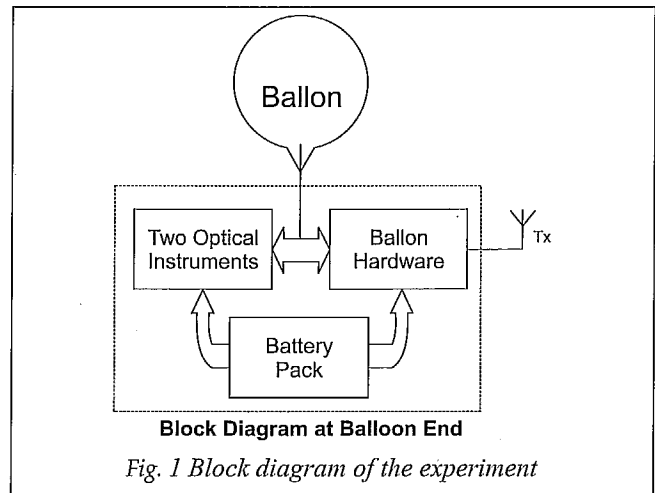 Ballon
Two Optical
Instruments
Ballon
Hardware
Tx
Battery
Pack
Block Diagram at Balloon End
Fig. 1 Block diagram of the experiment